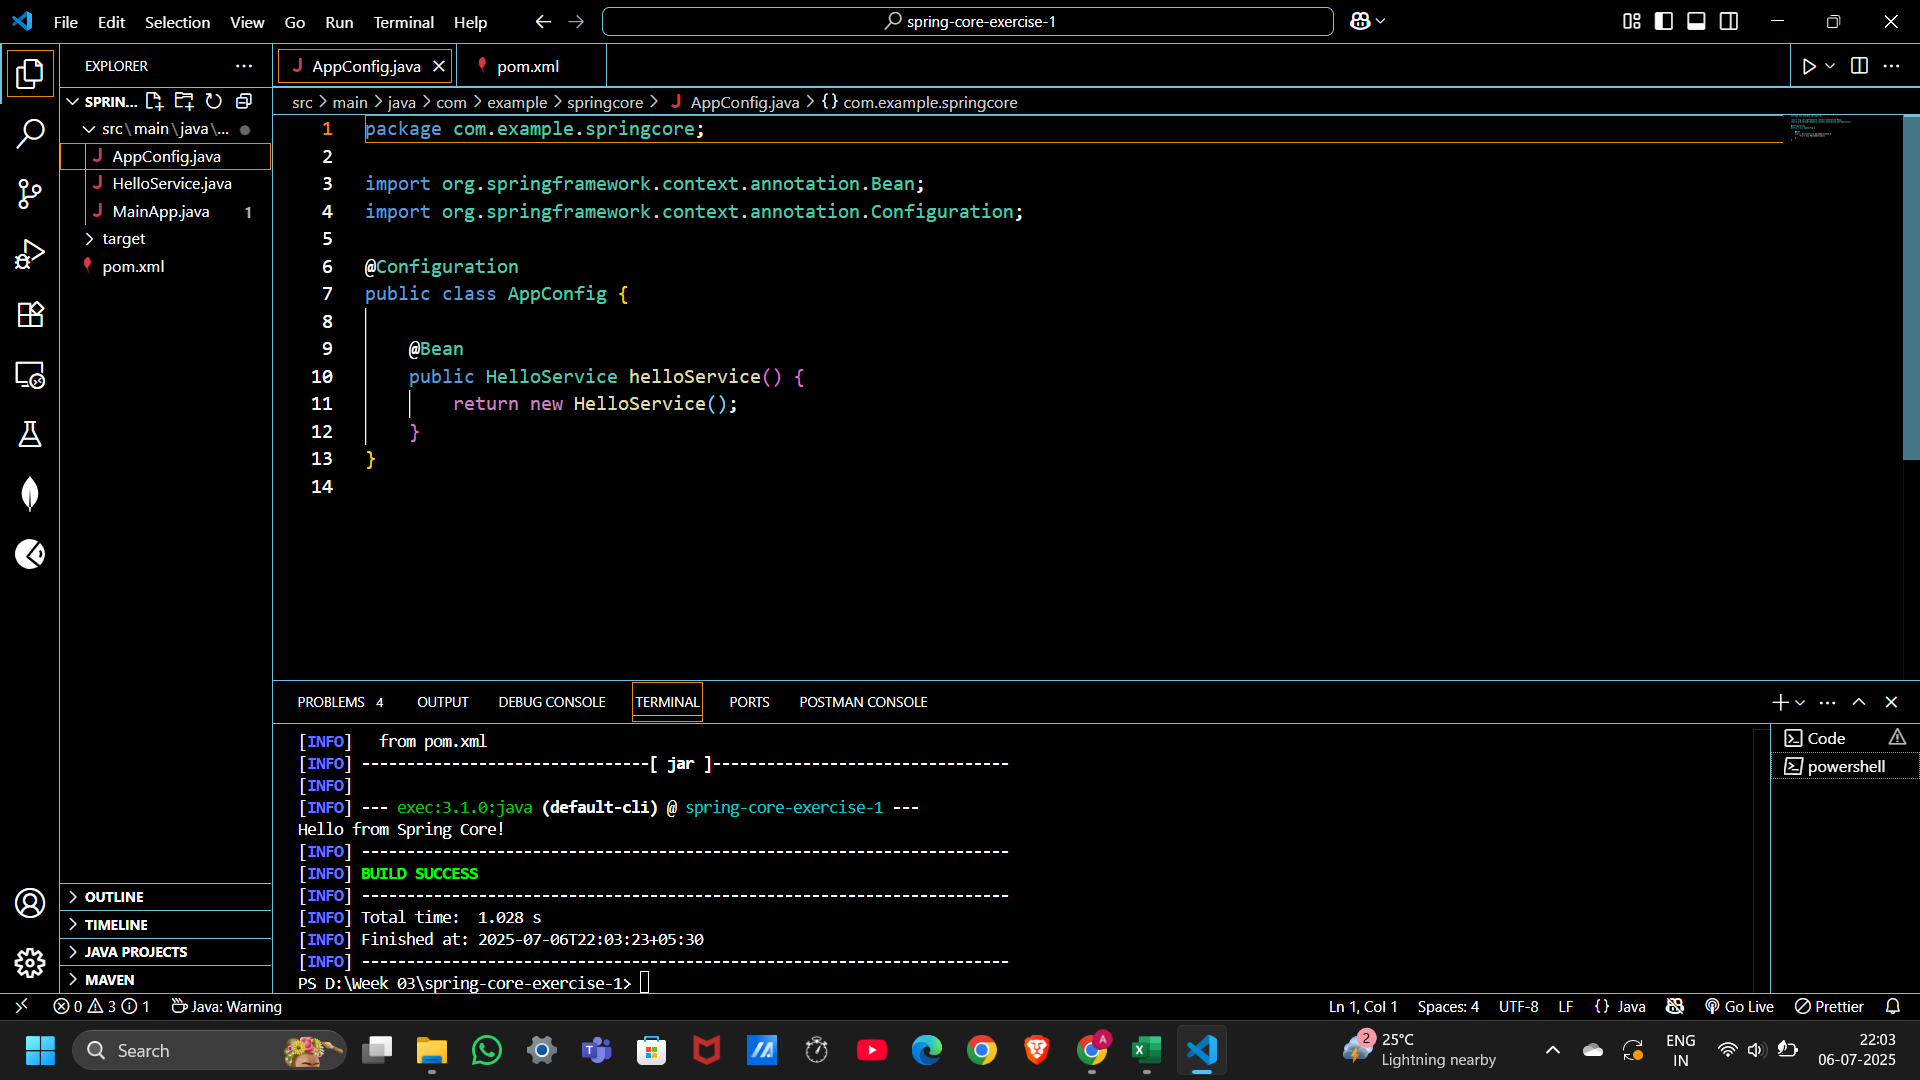 File Edit Selection View Go Run Terminal Help
spring-core-exercise-1
EXPLORER
SPRIN...
src\main\java\...
AppConfig.java
HelloService.java
MainApp.java 1
target
pom.xml
OUTLINE
TIMELINE
JAVA PROJECTS
MAVEN
AppConfig.java
pom.xml
src > main > java > com > example > springcore > AppConfig.java > {} com.example.springcore
1 package com.example.springcore;
2
3 import org.springframework.context.annotation.Bean;
4 import org.springframework.context.annotation.Configuration;
5
6 @Configuration
7 public class AppConfig {
8
9 @Bean
10 public HelloService helloService() {
11 return new HelloService();
12 }
13 }
14
PROBLEMS 4 OUTPUT DEBUG CONSOLE TERMINAL PORTS POSTMAN CONSOLE
[INFO] from pom.xml
[INFO] --------------------------------[ jar ]---------------------------------
[INFO]
[INFO] --- exec:3.1.0:java (default-cli) @ spring-core-exercise-1 ---
Hello from Spring Core!
[INFO] ------------------------------------------------------------------------
[INFO] BUILD SUCCESS
[INFO] ------------------------------------------------------------------------
[INFO] Total time:  1.028 s
[INFO] Finished at: 2025-07-06T22:03:23+05:30
[INFO] ------------------------------------------------------------------------
PS D:\Week 03\spring-core-exercise-1>
Code
powershell
0 3 1 Java: Warning
Ln 1, Col 1 Spaces: 4 UTF-8 LF {} Java Go Live Prettier
Search
2
25°C
Lightning nearby
ENG
IN
22:03
06-07-2025